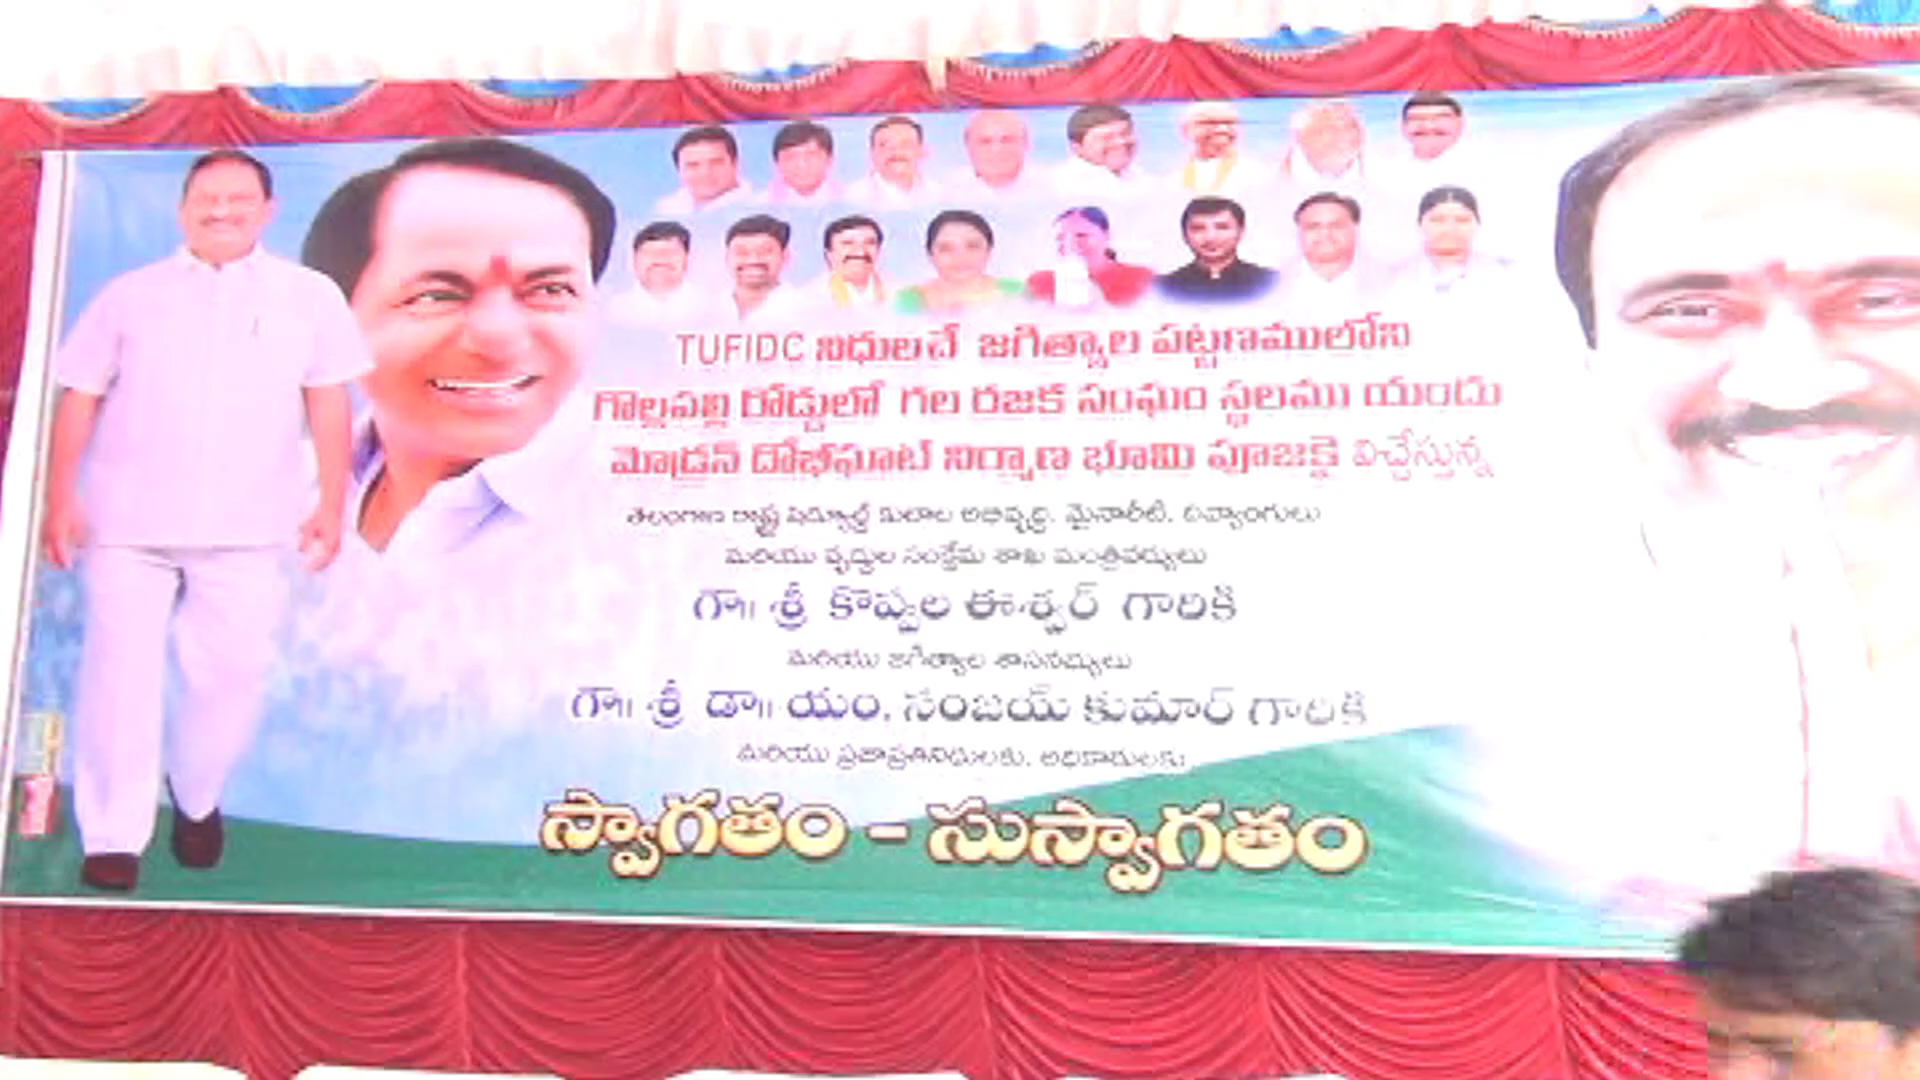 TUFIDC నిధులచే జగిత్యాల పట్టణములోని
గొల్లపల్లి రోడ్డులో గల రజక సంఘం స్థలము యందు
మోడ్రన్ దోభీఘాట్ నిర్మాణ భూమి పూజకై విచ్చేస్తున్న
తెలంగాణ రాష్ట్ర షెడ్యూల్డ్ కులాల అభివృద్ధి, మైనారిటీ, దివ్యాంగులు
మరియు వృద్ధుల సంక్షేమ శాఖ మంత్రివర్యులు
గౌ॥ శ్రీ కొప్పుల ఈశ్వర్ గారికి
మరియు జగిత్యాల శాసనసభ్యులు
గౌ॥ శ్రీ డా॥ యం. సంజయ్ కుమార్ గారికి
మరియు ప్రజాప్రతినిధులకు, అధికారులకు
స్వాగతం - సుస్వాగతం